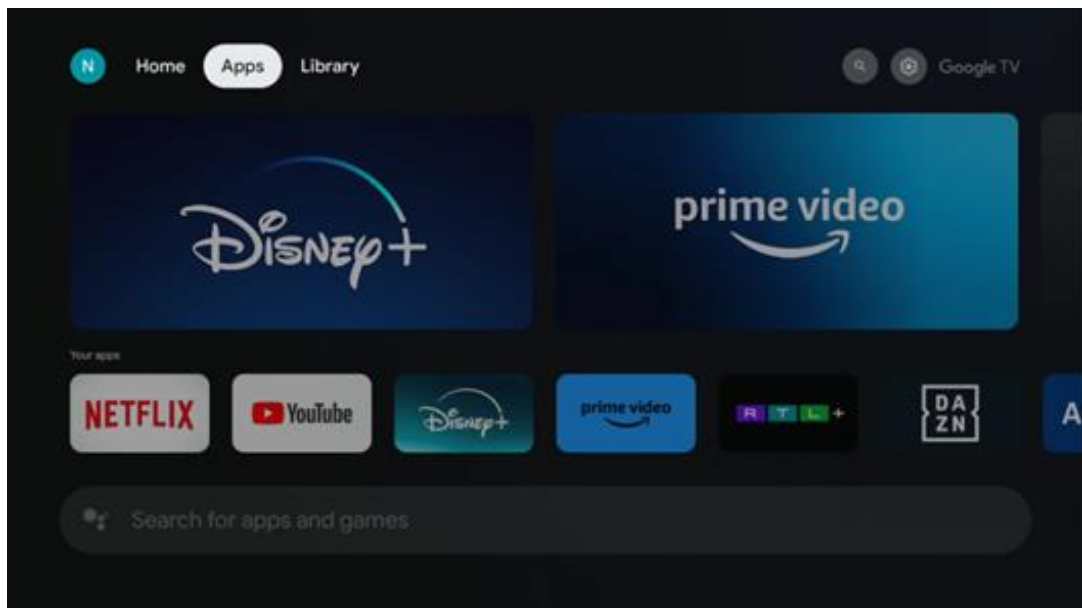 N Home Apps Library Google TV
Disney+
prime video
Your apps
NETFLIX YouTube Disney+ prime video RTL+ DA A
ZN
Search for apps and games